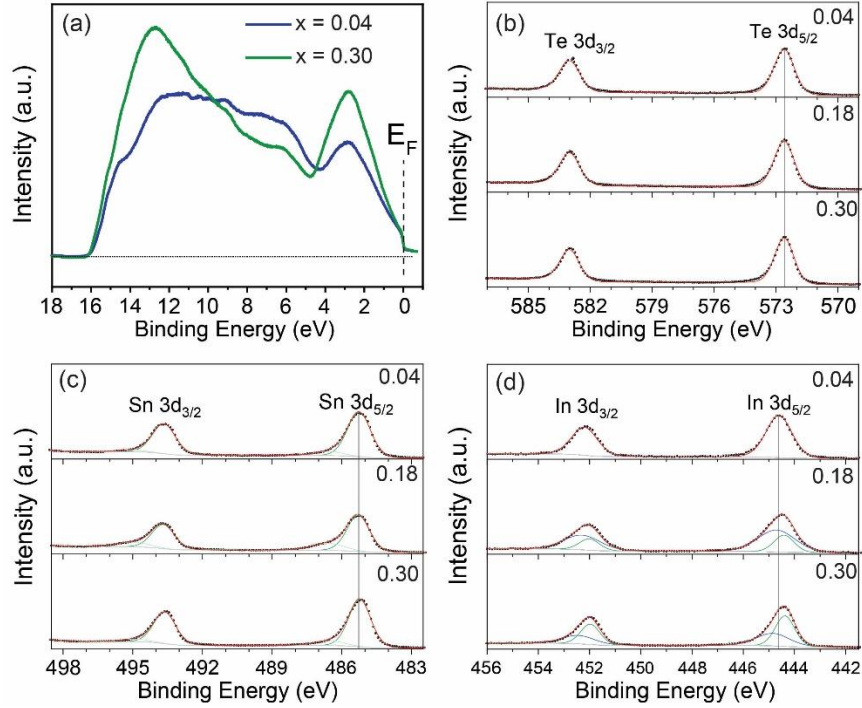 (a)
x = 0.04
x = 0.30
E_F
Intensity (a.u.)
18 16 14 12 10 8 6 4 2 0
Binding Energy (eV)
(b)
0.04
Te 3d3/2
Te 3d5/2
0.18
0.30
Intensity (a.u.)
585 582 579 576 573 570
Binding Energy (eV)
(c)
0.04
Sn 3d3/2
Sn 3d5/2
0.18
0.30
Intensity (a.u.)
498 495 492 489 486 483
Binding Energy (eV)
(d)
0.04
In 3d3/2
In 3d5/2
0.18
0.30
Intensity (a.u.)
456 454 452 450 448 446 444 442
Binding Energy (eV)